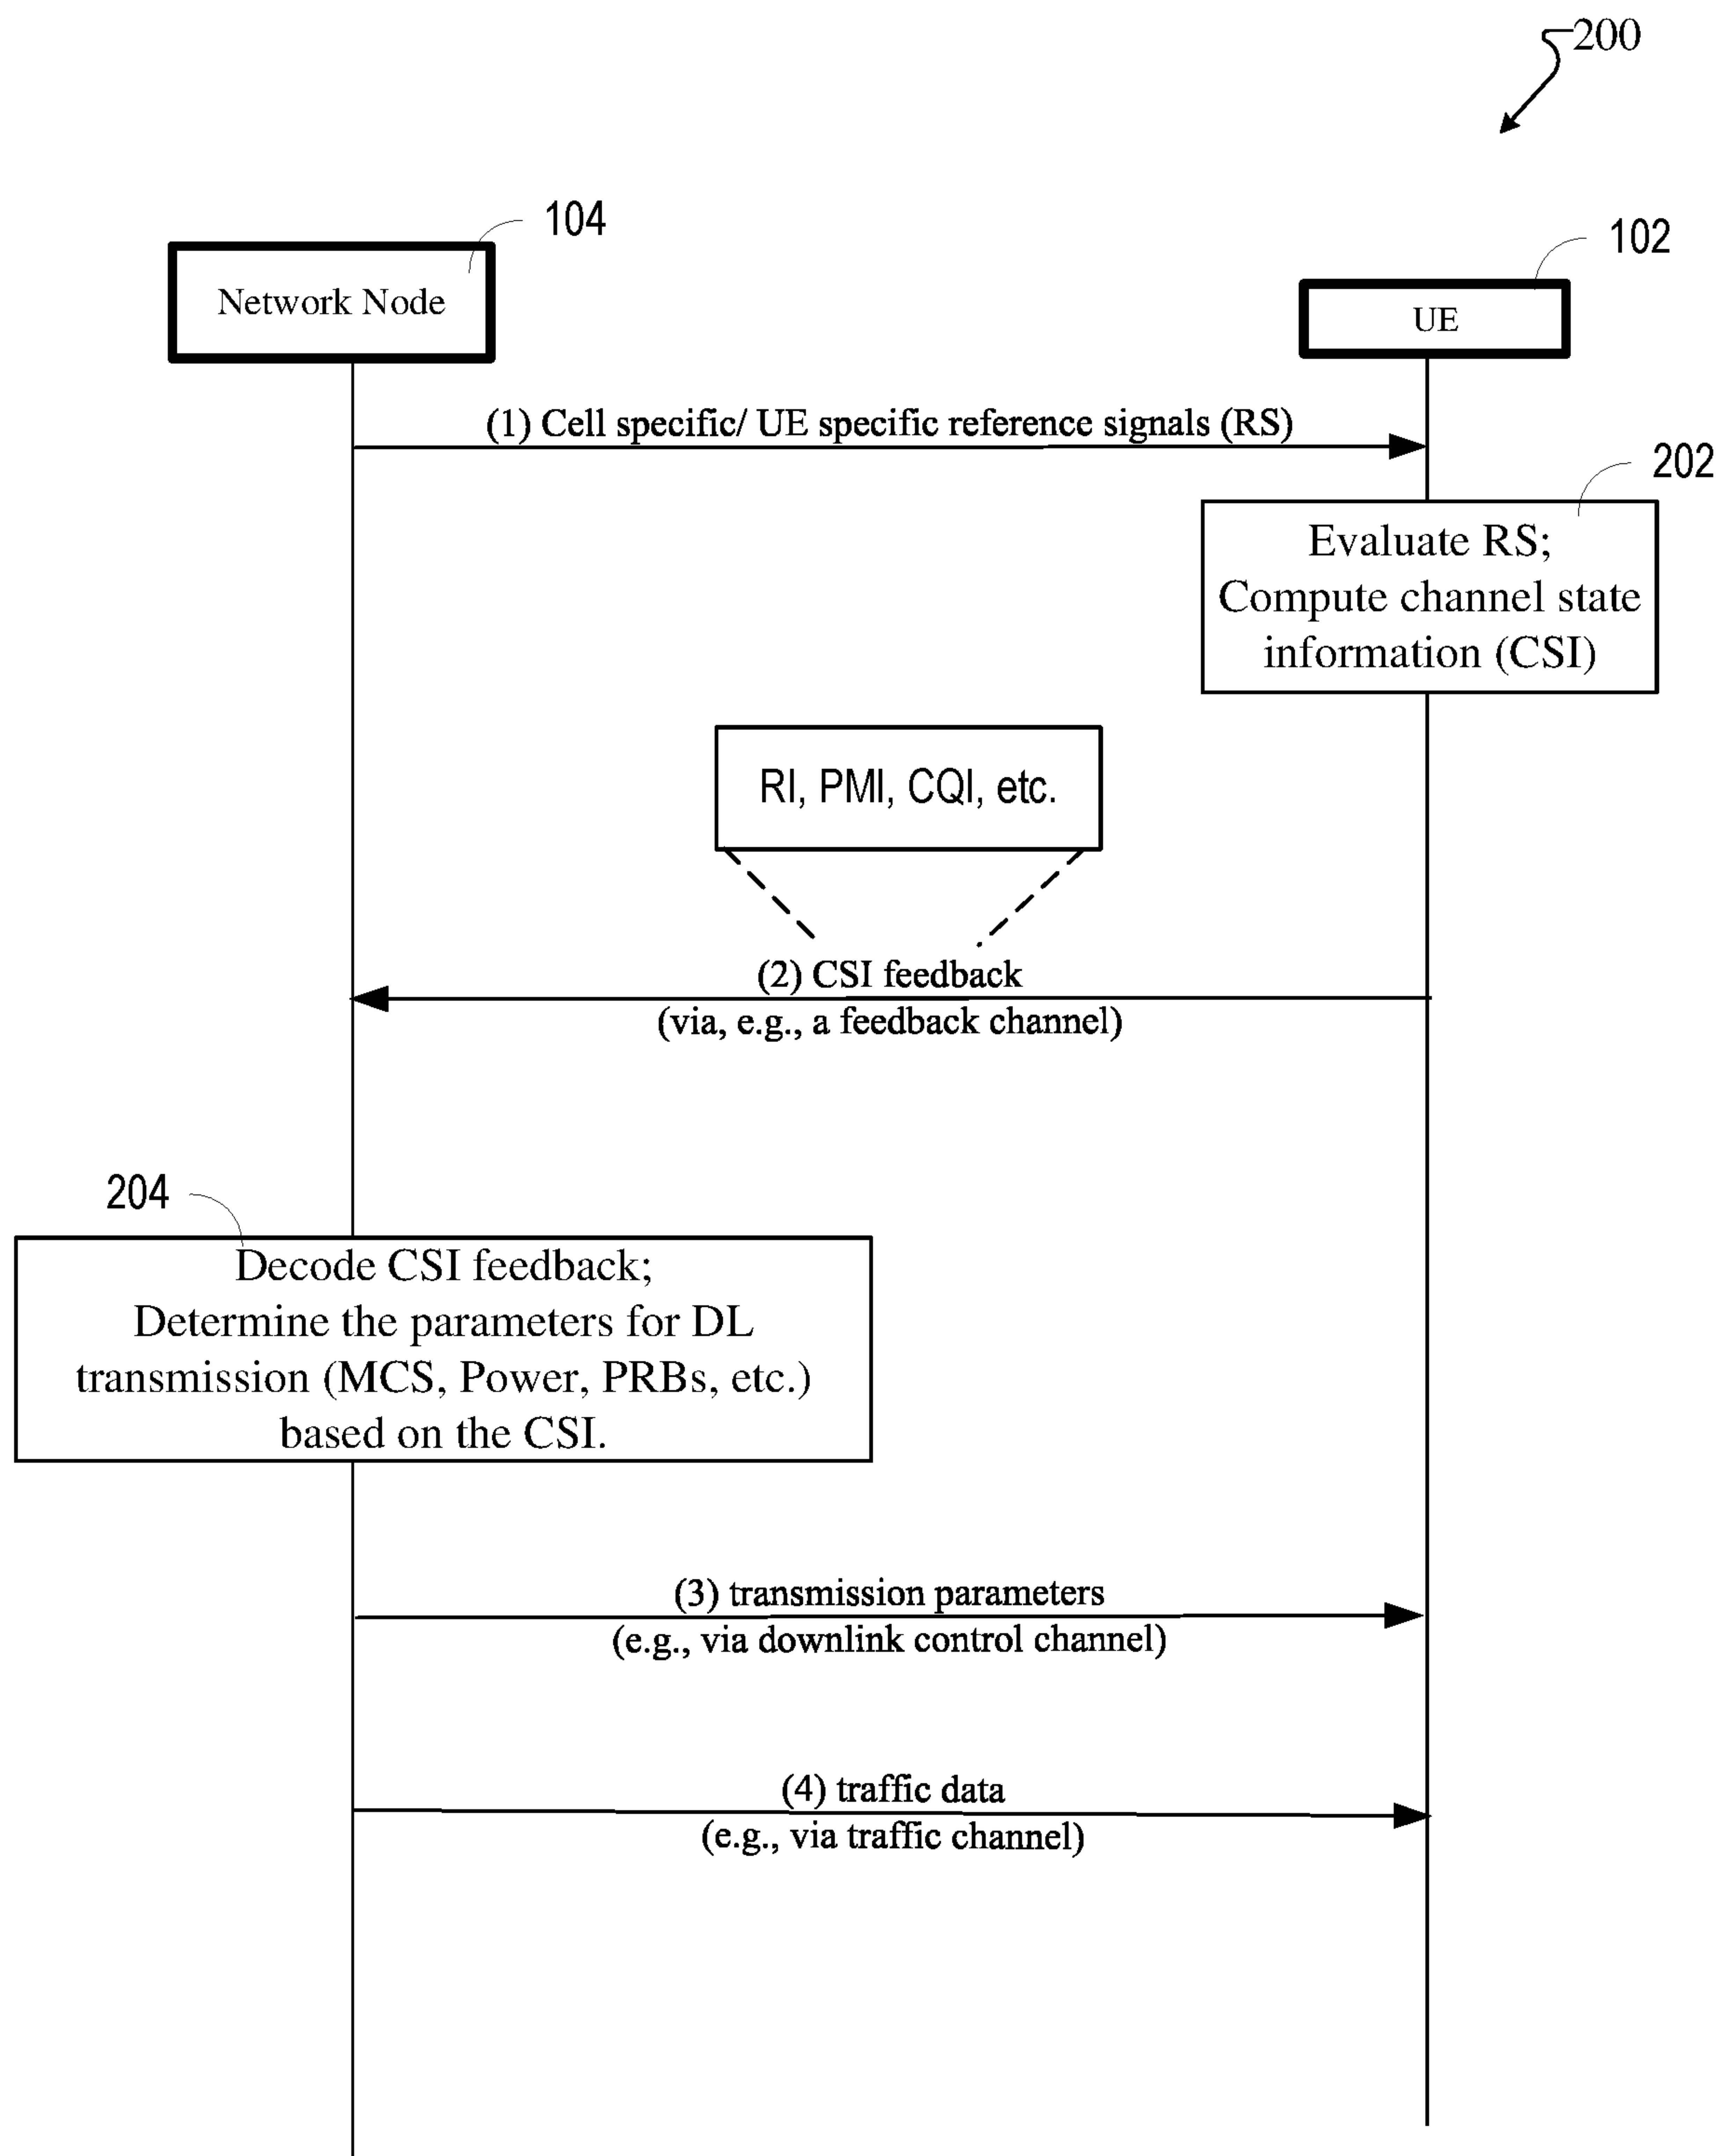 200
104
Network Node
102
UE
(1) Cell specific/ UE specific reference signals (RS)
202
Evaluate RS;
Compute channel state
information (CSI)
RI, PMI, CQI, etc.
(2) CSI feedback
(via, e.g., a feedback channel)
204
Decode CSI feedback;
Determine the parameters for DL
transmission (MCS, Power, PRBs, etc.)
based on the CSI.
(3) transmission parameters
(e.g., via downlink control channel)
(4) traffic data
(e.g., via traffic channel)